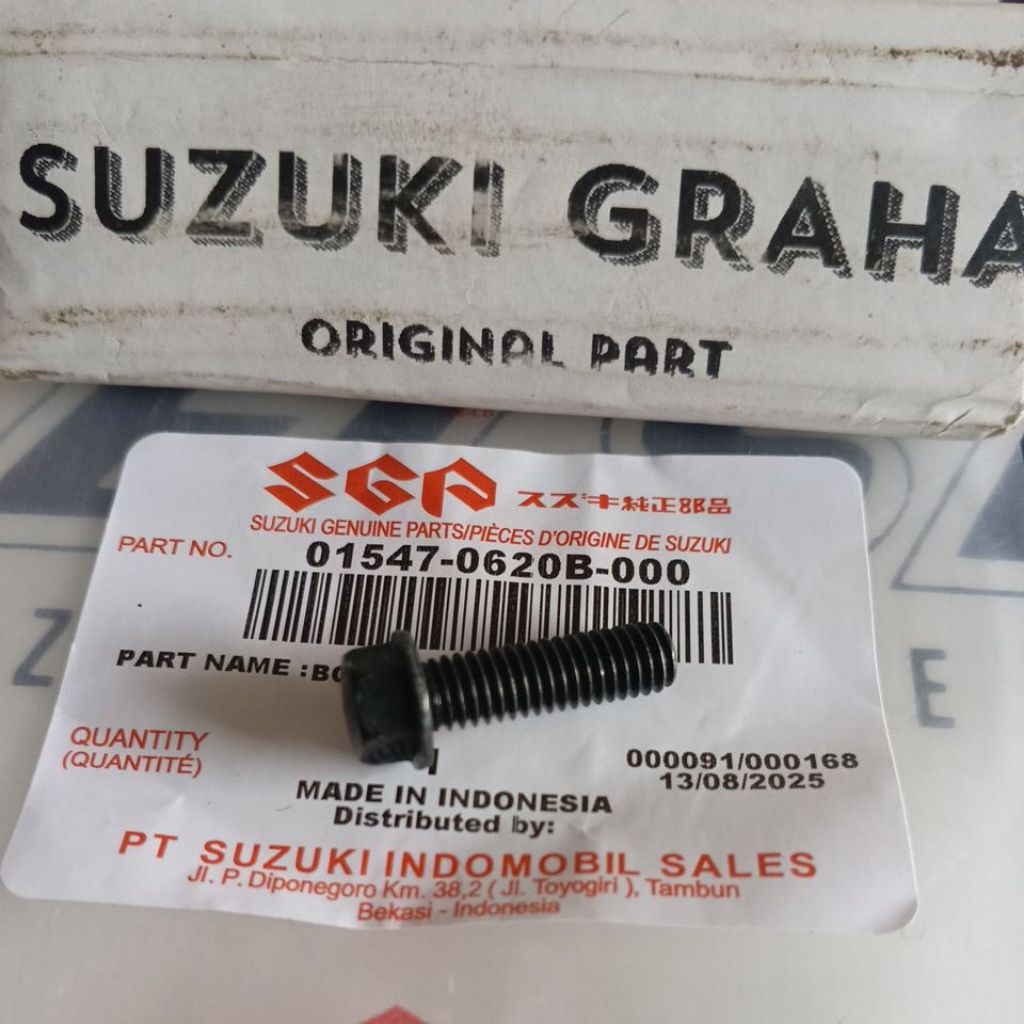 SUZUKI GRAHA
ORIGINAL PART
SGP スズキ純正部品
SUZUKI GENUINE PARTS/PIÈCES D'ORIGINE DE SUZUKI
PART NO. 01547-0620B-000
PART NAME :
QUANTITY
(QUANTITÉ)
000091/000168
13/08/2025
MADE IN INDONESIA
Distributed by:
PT SUZUKI INDOMOBIL SALES
Jl. P. Diponegoro Km. 38,2 ( Jl. Toyogiri ), Tambun
Bekasi - Indonesia